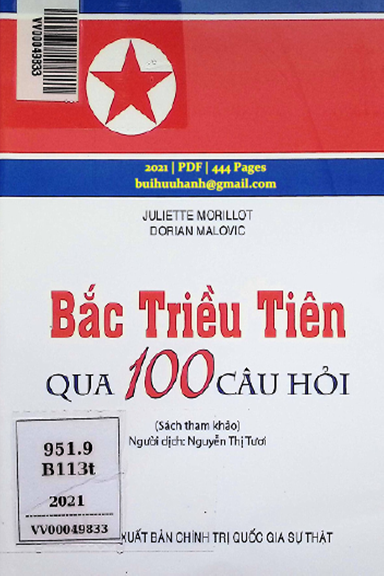 VV00049833
2021 | PDF | 444 Pages
buihuuhanh@gmail.com
JULIETTE MORILLOT
DORIAN MALOVIC
Bắc Triều Tiên
QUA 100 CÂU HỎI
(Sách tham khảo)
Người dịch: Nguyễn Thị Tươi
951.9
B113t
2021
VV00049833
XUẤT BẢN CHÍNH TRỊ QUỐC GIA SỰ THẬT